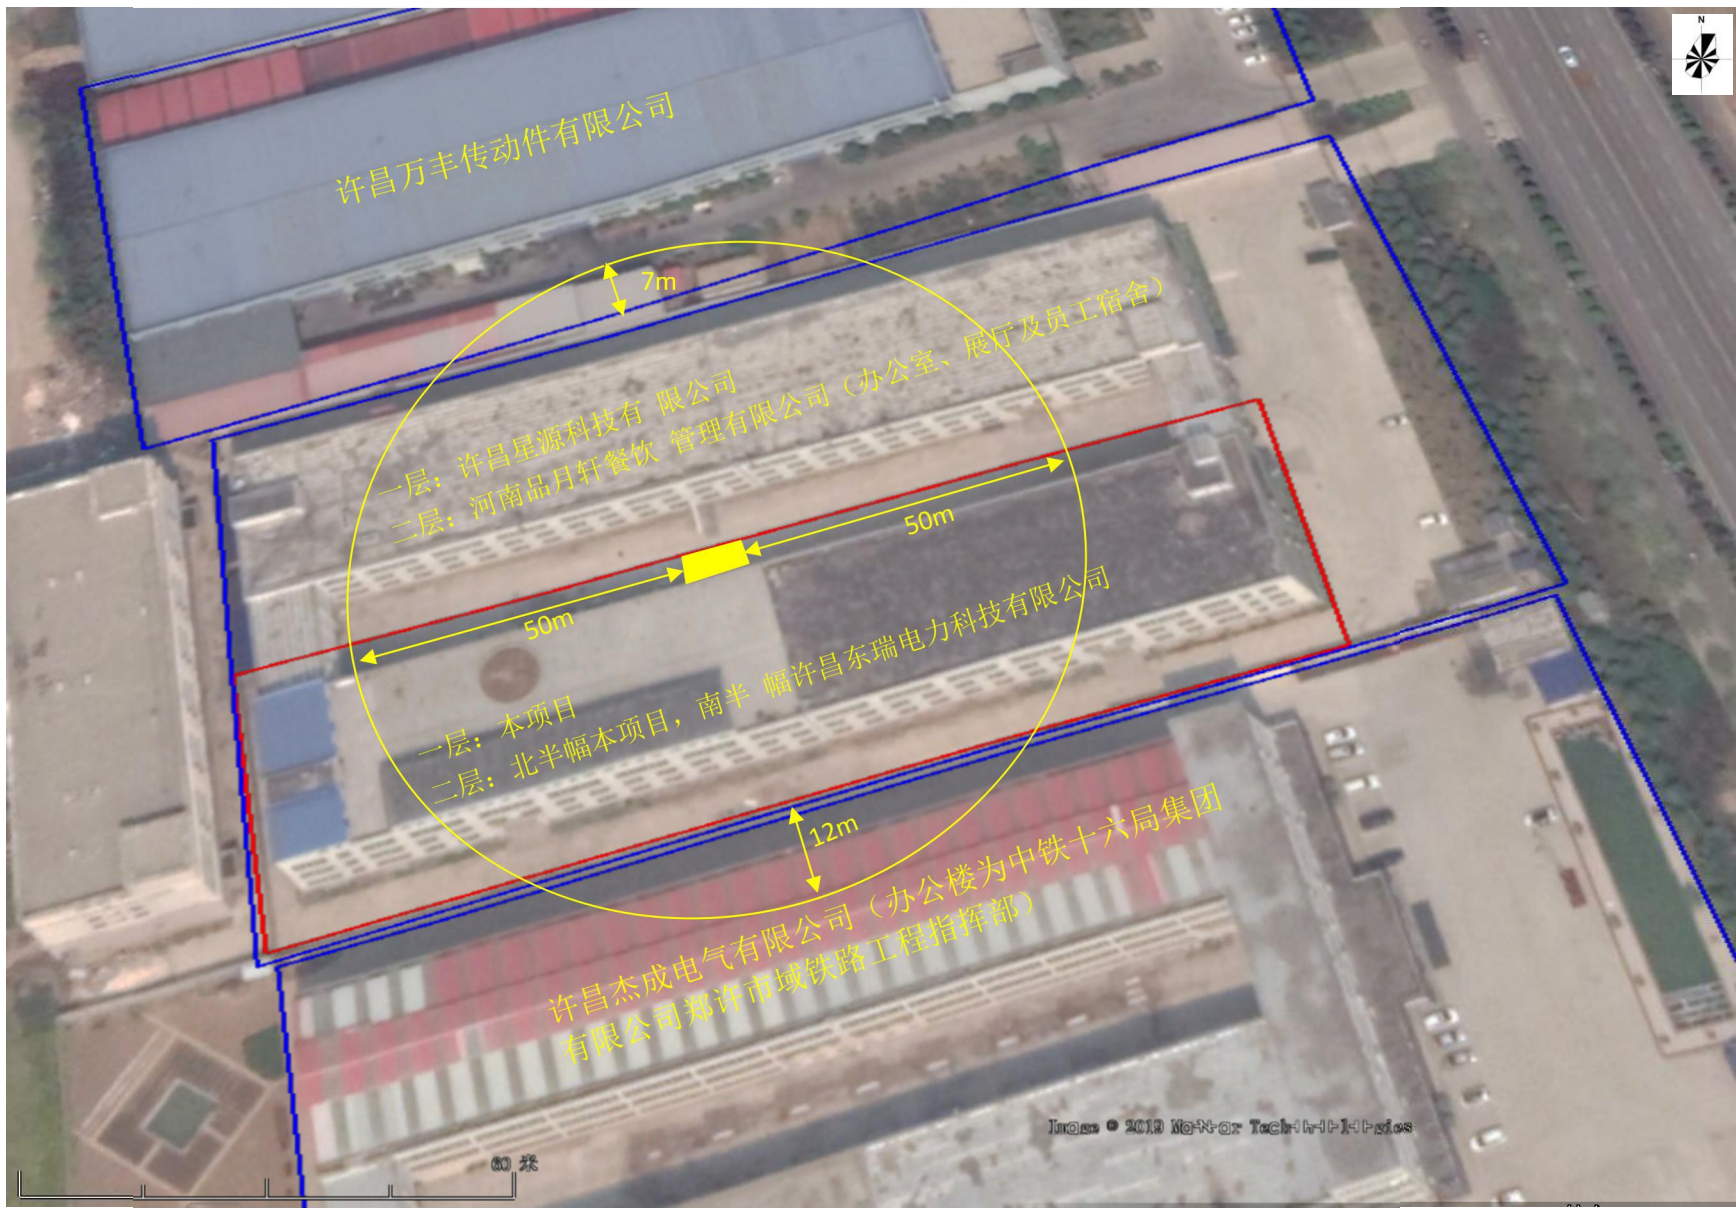 N
许昌万丰传动件有限公司
7m
一层：许昌星源科技有 限公司
二层：河南品月轩餐饮 管理有限公司（办公室、展厅及员工宿舍）
50m
50m
一层：本项目
二层：北半幅本项目，南半 幅许昌东瑞电力科技有限公司
12m
许昌杰成电气有限公司（办公楼为中铁十六局集团
有限公司郑许市域铁路工程指挥部）
Image © 2019
60 米